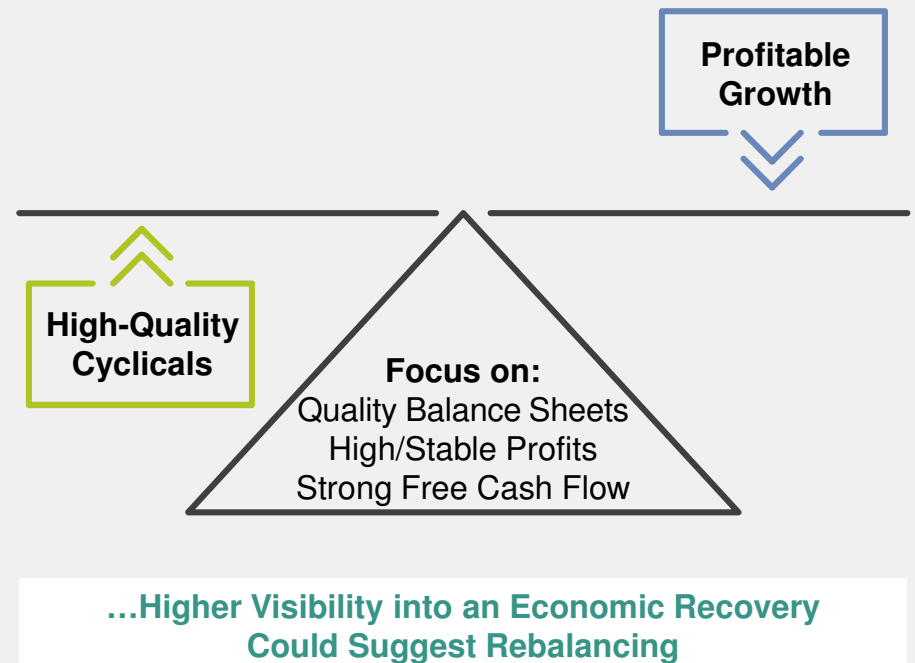 Profitable
Growth
High-Quality
Cyclicals
Focus on:
Quality Balance Sheets
High/Stable Profits
Strong Free Cash Flow
…Higher Visibility into an Economic Recovery
Could Suggest Rebalancing